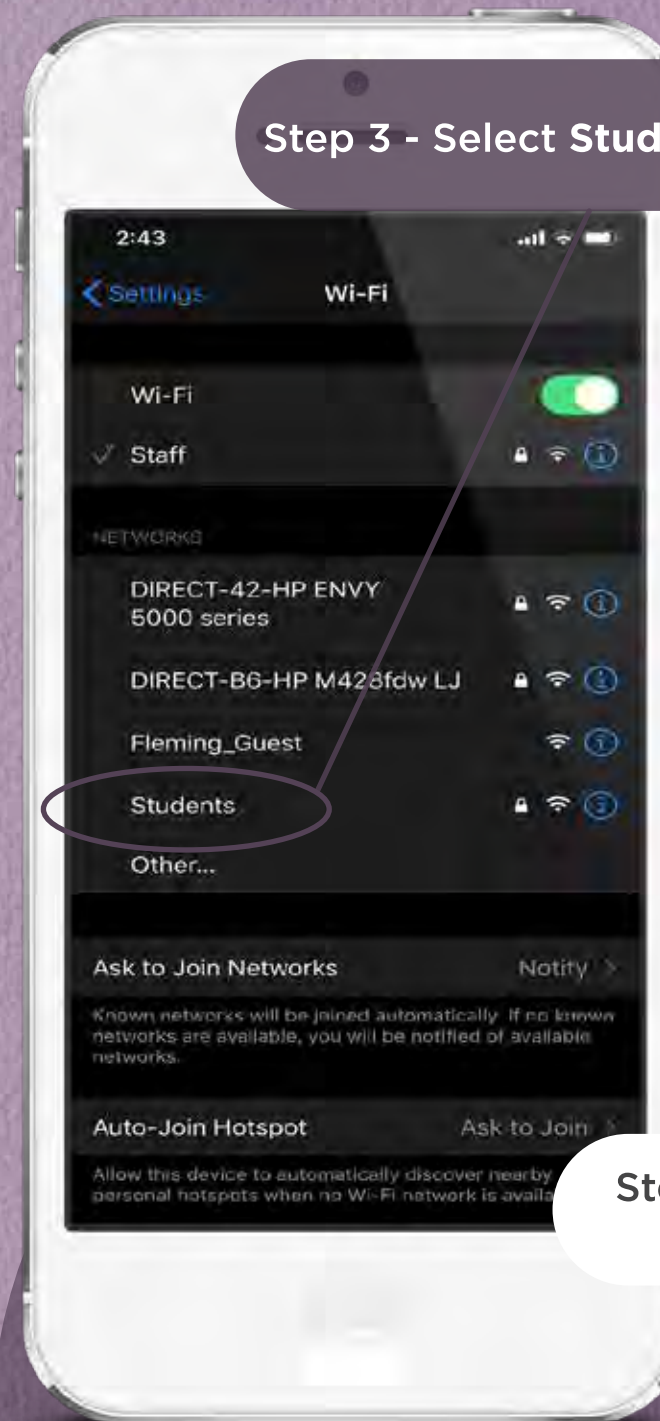 Step 3 - Select Stud
2:43
Settings
Wi-Fi
Wi-Fi
Staff
NETWORKS
DIRECT-42-HP ENVY
5000 series
DIRECT-B6-HP M428fdw LJ
Fleming_Guest
Students
Other...
Ask to Join Networks Notify
Known networks will be joined automatically. If no known
networks are available, you will be notified of available
networks.
Auto-Join Hotspot Ask to Join
Allow this device to automatically discover nearby
personal hotspots when no Wi-Fi network is availa
Ste